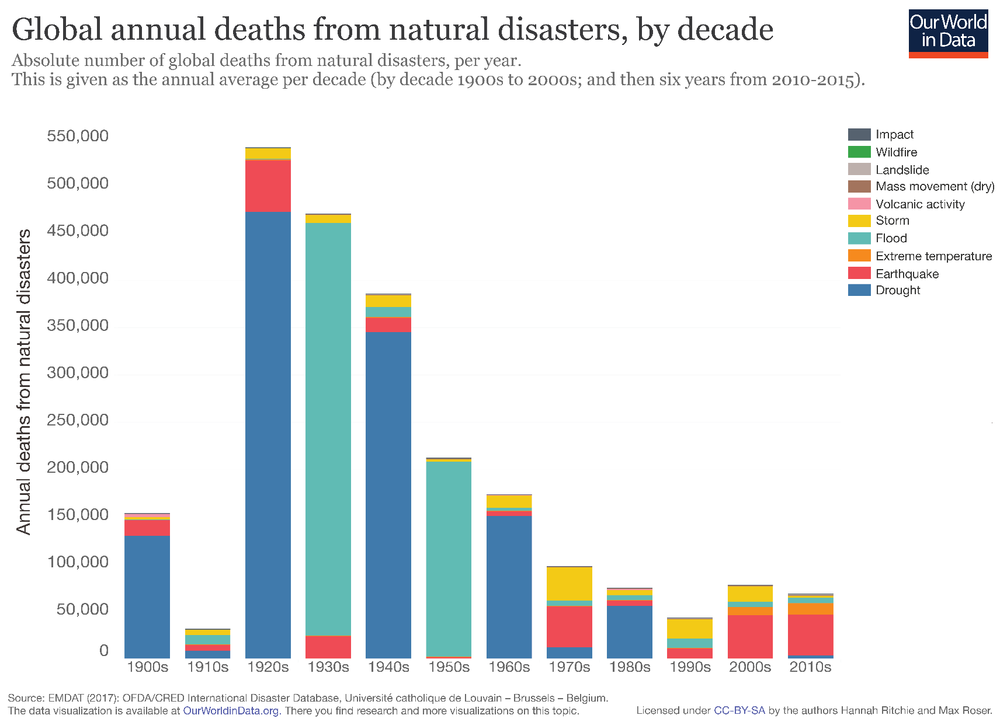 Global annual deaths from natural disasters, by decade
Our World
in Data
Absolute number of global deaths from natural disasters, per year.
This is given as the annual average per decade (by decade 1900s to 2000s; and then six years from 2010-2015).
Annual deaths from natural disasters
550,000
500,000
450,000
400,000
350,000
300,000
250,000
200,000
150,000
100,000
50,000
0
1900s 1910s 1920s 1930s 1940s 1950s 1960s 1970s 1980s 1990s 2000s 2010s
Impact
Wildfire
Landslide
Mass movement (dry)
Volcanic activity
Storm
Flood
Extreme temperature
Earthquake
Drought
Source: EMDAT (2017): OFDA/CRED International Disaster Database, Université catholique de Louvain – Brussels – Belgium.
The data visualization is available at OurWorldinData.org. There you find research and more visualizations on this topic.
Licensed under CC-BY-SA by the authors Hannah Ritchie and Max Roser.